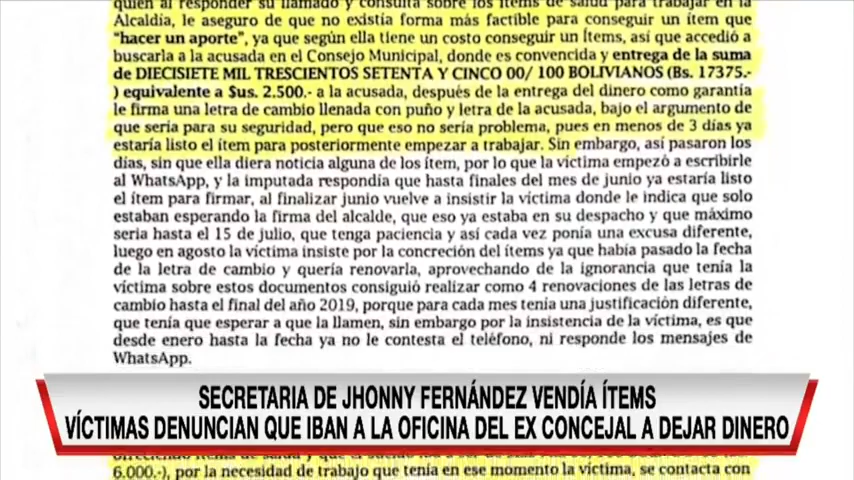 quien al responder su llamado y consulta sobre los ítems de salud para trabajar en la
Alcaldía, le aseguro de que no existía forma más factible para conseguir un ítem que
"hacer un aporte", ya que según ella tiene un costo conseguir un Ítems, así que accedió a
buscarla a la acusada en el Consejo Municipal, donde es convencida y entrega de la suma
de DIECISIETE MIL TRESCIENTOS SETENTA Y CINCO 00/ 100 BOLIVIANOS (Bs. 17375.-
) equivalente a $us. 2.500.- a la acusada, después de la entrega del dinero como garantía
le firma una letra de cambio llenada con puño y letra de la acusada, bajo el argumento de
que sería para su seguridad, pero que eso no sería problema, pues en menos de 3 días ya
estaría listo el ítem para posteriormente empezar a trabajar. Sin embargo, así pasaron los
días, sin que ella diera noticia alguna de los ítem, por lo que la víctima empezó a escribirle
al WhatsApp, y la imputada respondía que hasta finales del mes de junio ya estaría listo
el ítem para firmar, al finalizar junio vuelve a insistir la víctima donde le indica que solo
estaban esperando la firma del alcalde, que eso ya estaba en su despacho y que máximo
seria hasta el 15 de julio, que tenga paciencia y así cada vez ponía una excusa diferente,
luego en agosto la víctima insiste por la concreción del ítems ya que había pasado la fecha
de la letra de cambio y quería renovarla, aprovechando de la ignorancia que tenía la
víctima sobre estos documentos consiguió realizar como 4 renovaciones de las letras de
cambio hasta el final del año 2019, porque para cada mes tenía una justificación diferente,
que tenía que esperar a que la llamen, sin embargo por la insistencia de la víctima, es que
desde enero hasta la fecha ya no le contesta el teléfono, ni responde los mensajes de
WhatsApp.
SECRETARIA DE JHONNY FERNÁNDEZ VENDÍA ÍTEMS
VÍCTIMAS DENUNCIAN QUE IBAN A LA OFICINA DEL EX CONCEJAL A DEJAR DINERO
6.000.-), por la necesidad de trabajo que tenía en ese momento la víctima, se contacta con